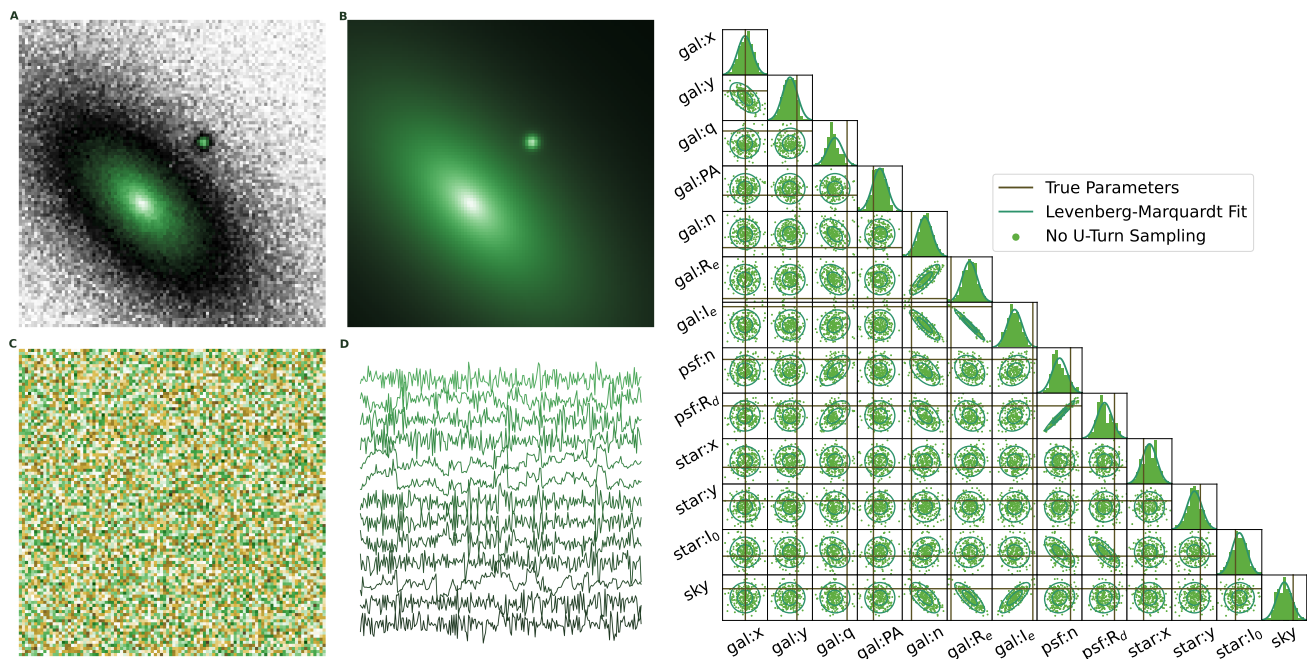 A
B
C
D
gal:x
gal:y
gal:q
gal:PA
gal:n
gal:Rₑ
gal:Iₑ
psf:n
psf:R_d
star:x
star:y
star:I₀
sky
True Parameters
Levenberg-Marquardt Fit
No U-Turn Sampling
gal:x gal:y gal:q gal:PA gal:n gal:Rₑ gal:Iₑ psf:n psf:R_d star:x star:y star:I₀ sky